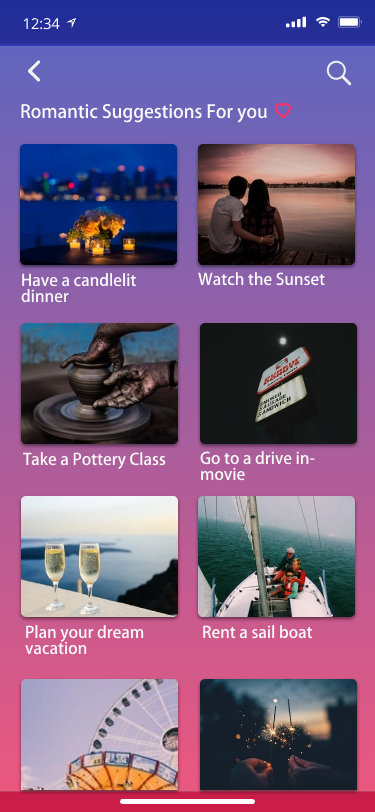 12:34
Romantic Suggestions For you
Have a candlelit
dinner
Watch the Sunset
Take a Pottery Class
Go to a drive in-
movie
Plan your dream
vacation
Rent a sail boat
SANDWICH